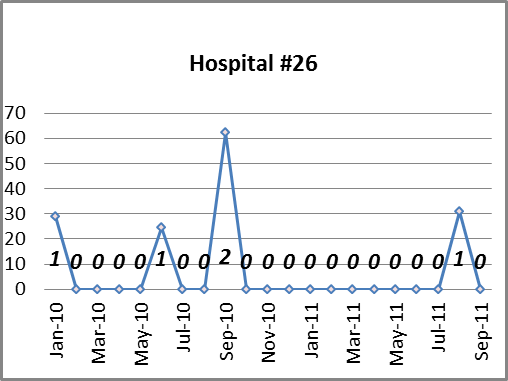 Hospital #26
70
60
50
40
30
20
10
0
1 0 0 0 0 1 0 0 2 0 0 0 0 0 0 0 0 0 0 1 0
Jan-10
Mar-10
May-10
Jul-10
Sep-10
Nov-10
Jan-11
Mar-11
May-11
Jul-11
Sep-11